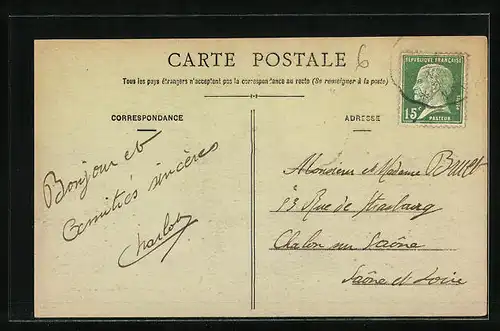 CARTE POSTALE
6
Tous les pays étrangers n'acceptent pas la correspondance au recto (Se renseigner à la poste)
REPUBLIQUE FRANÇAISE
15c
PASTEUR
CORRESPONDANCE
ADRESSE
Bonjour et
amitiés sincères
Monsieur et Madame
Rue de Strasbourg
Chalon sur Saône
Saône et Loire